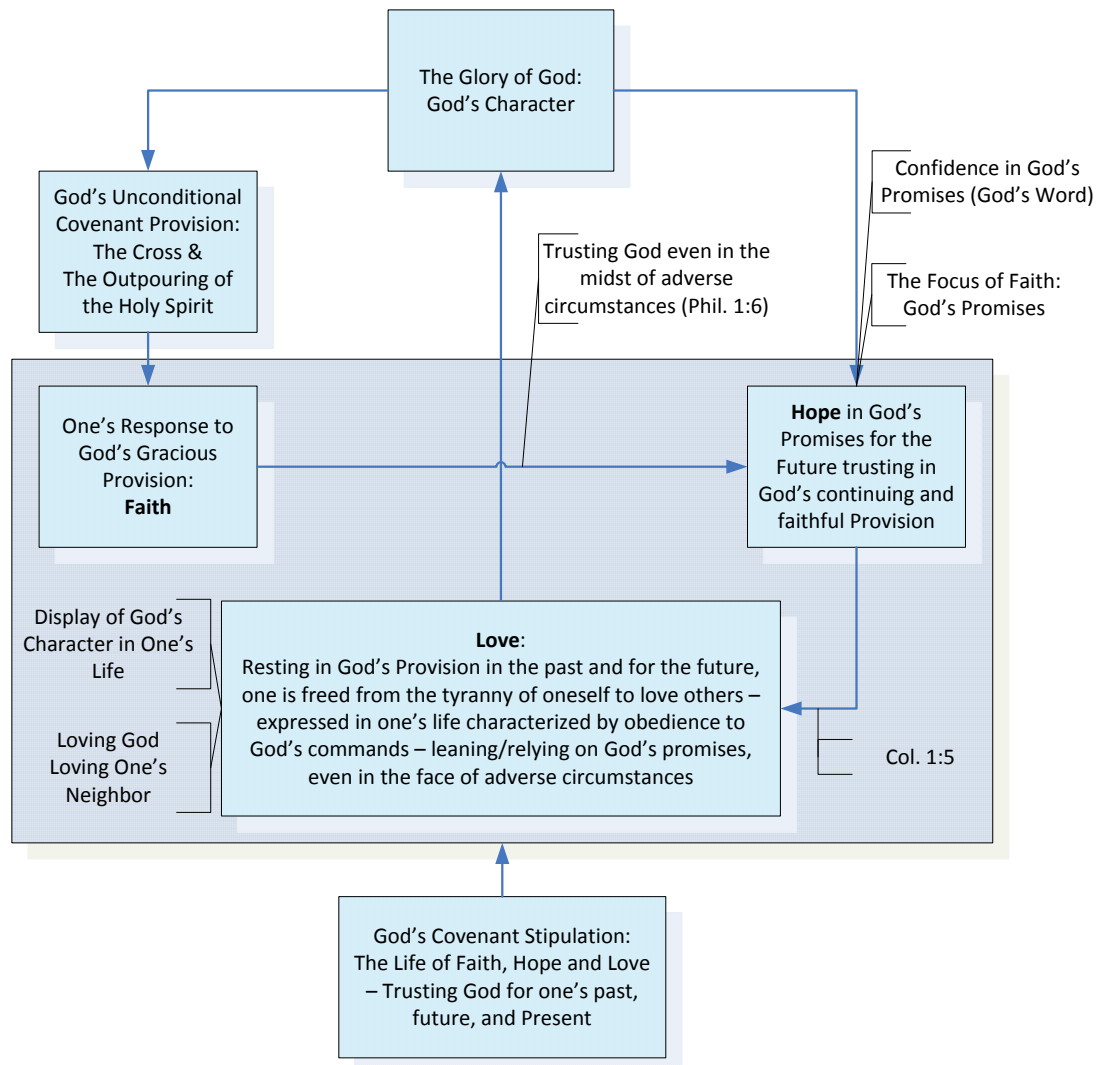 The Glory of God:
God's Character
God's Unconditional
Covenant Provision:
The Cross &
The Outpouring of
the Holy Spirit
Confidence in God's
Promises (God's Word)
Trusting God even in the
midst of adverse
circumstances (Phil. 1:6)
The Focus of Faith:
God's Promises
One's Response to
God's Gracious
Provision:
Faith
Hope in God's
Promises for the
Future trusting in
God's continuing and
faithful Provision
Display of God's
Character in One's
Life
Loving God
Loving One's
Neighbor
Love:
Resting in God's Provision in the past and for the future,
one is freed from the tyranny of oneself to love others –
expressed in one's life characterized by obedience to
God's commands – leaning/relying on God's promises,
even in the face of adverse circumstances
Col. 1:5
God's Covenant Stipulation:
The Life of Faith, Hope and Love
– Trusting God for one's past,
future, and Present